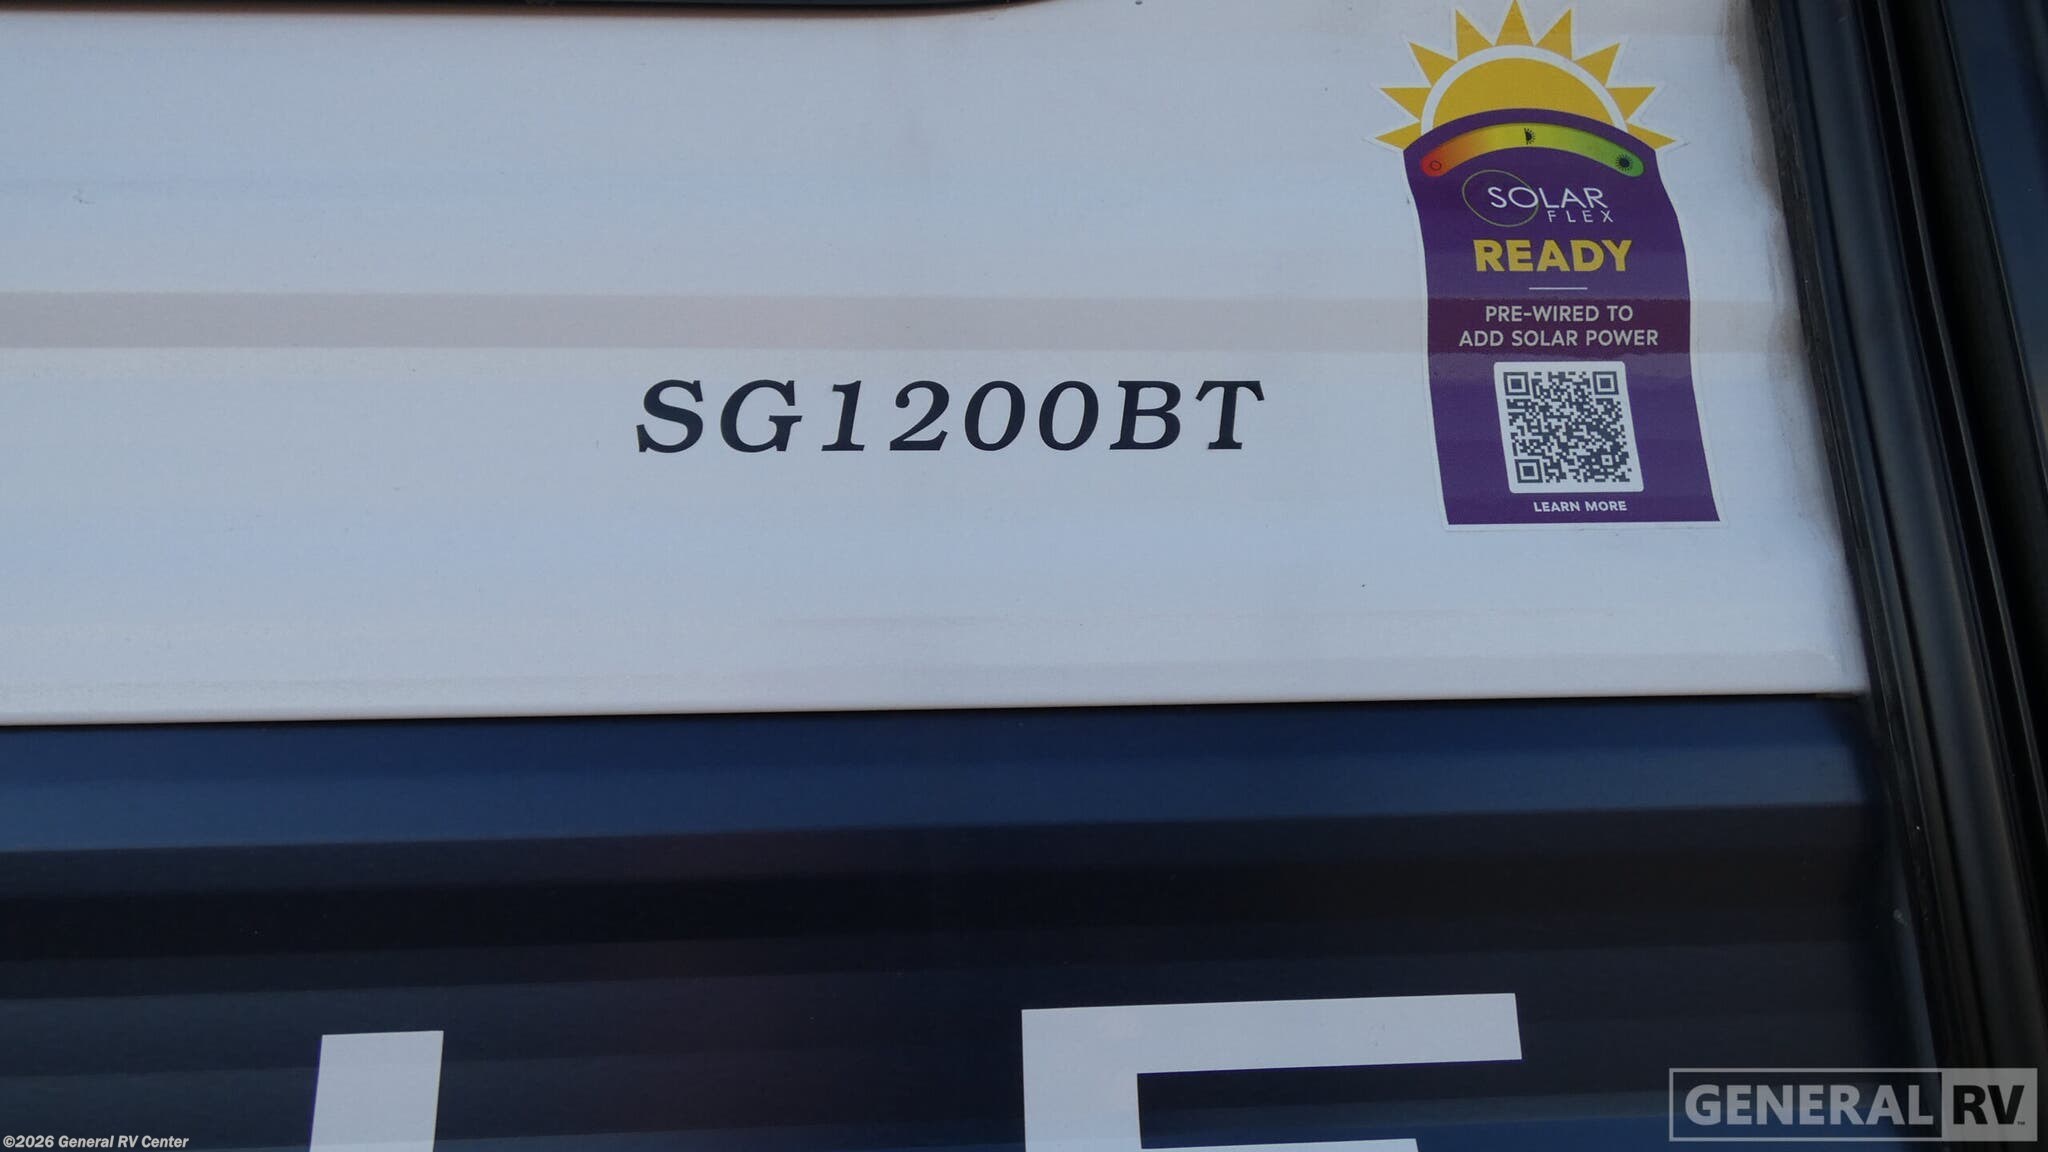 SOLAR
FLEX
READY
PRE-WIRED TO
ADD SOLAR POWER
SG1200BT
LEARN MORE
GENERAL RV
©2026 General RV Center